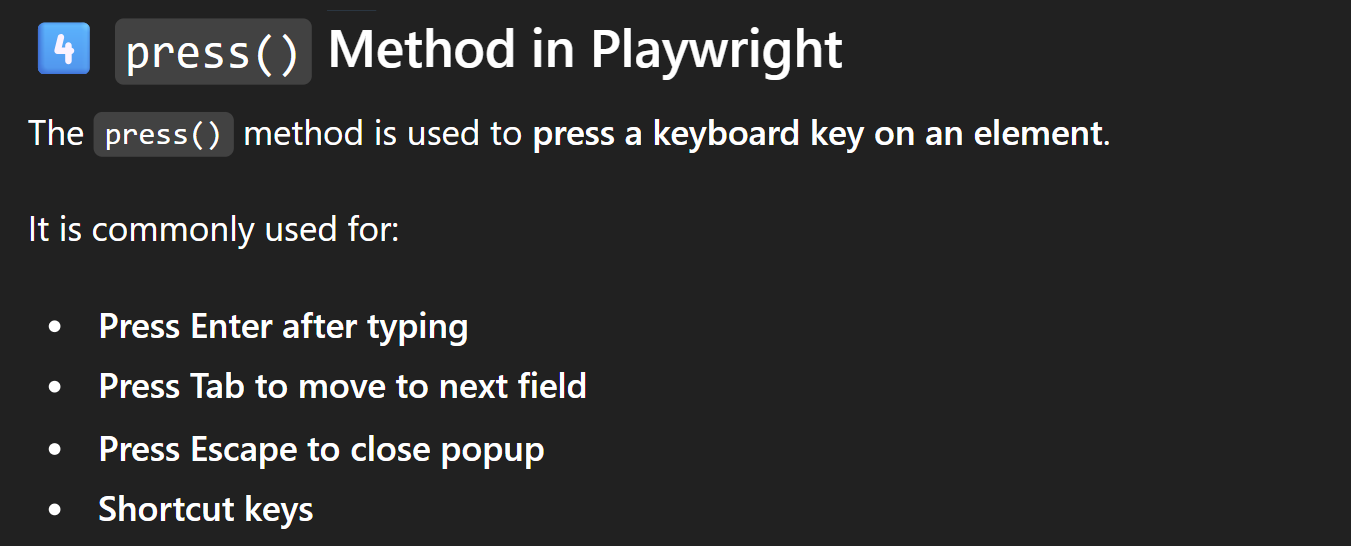 4 press() Method in Playwright
The press() method is used to press a keyboard key on an element.
It is commonly used for:
• Press Enter after typing
• Press Tab to move to next field
• Press Escape to close popup
• Shortcut keys